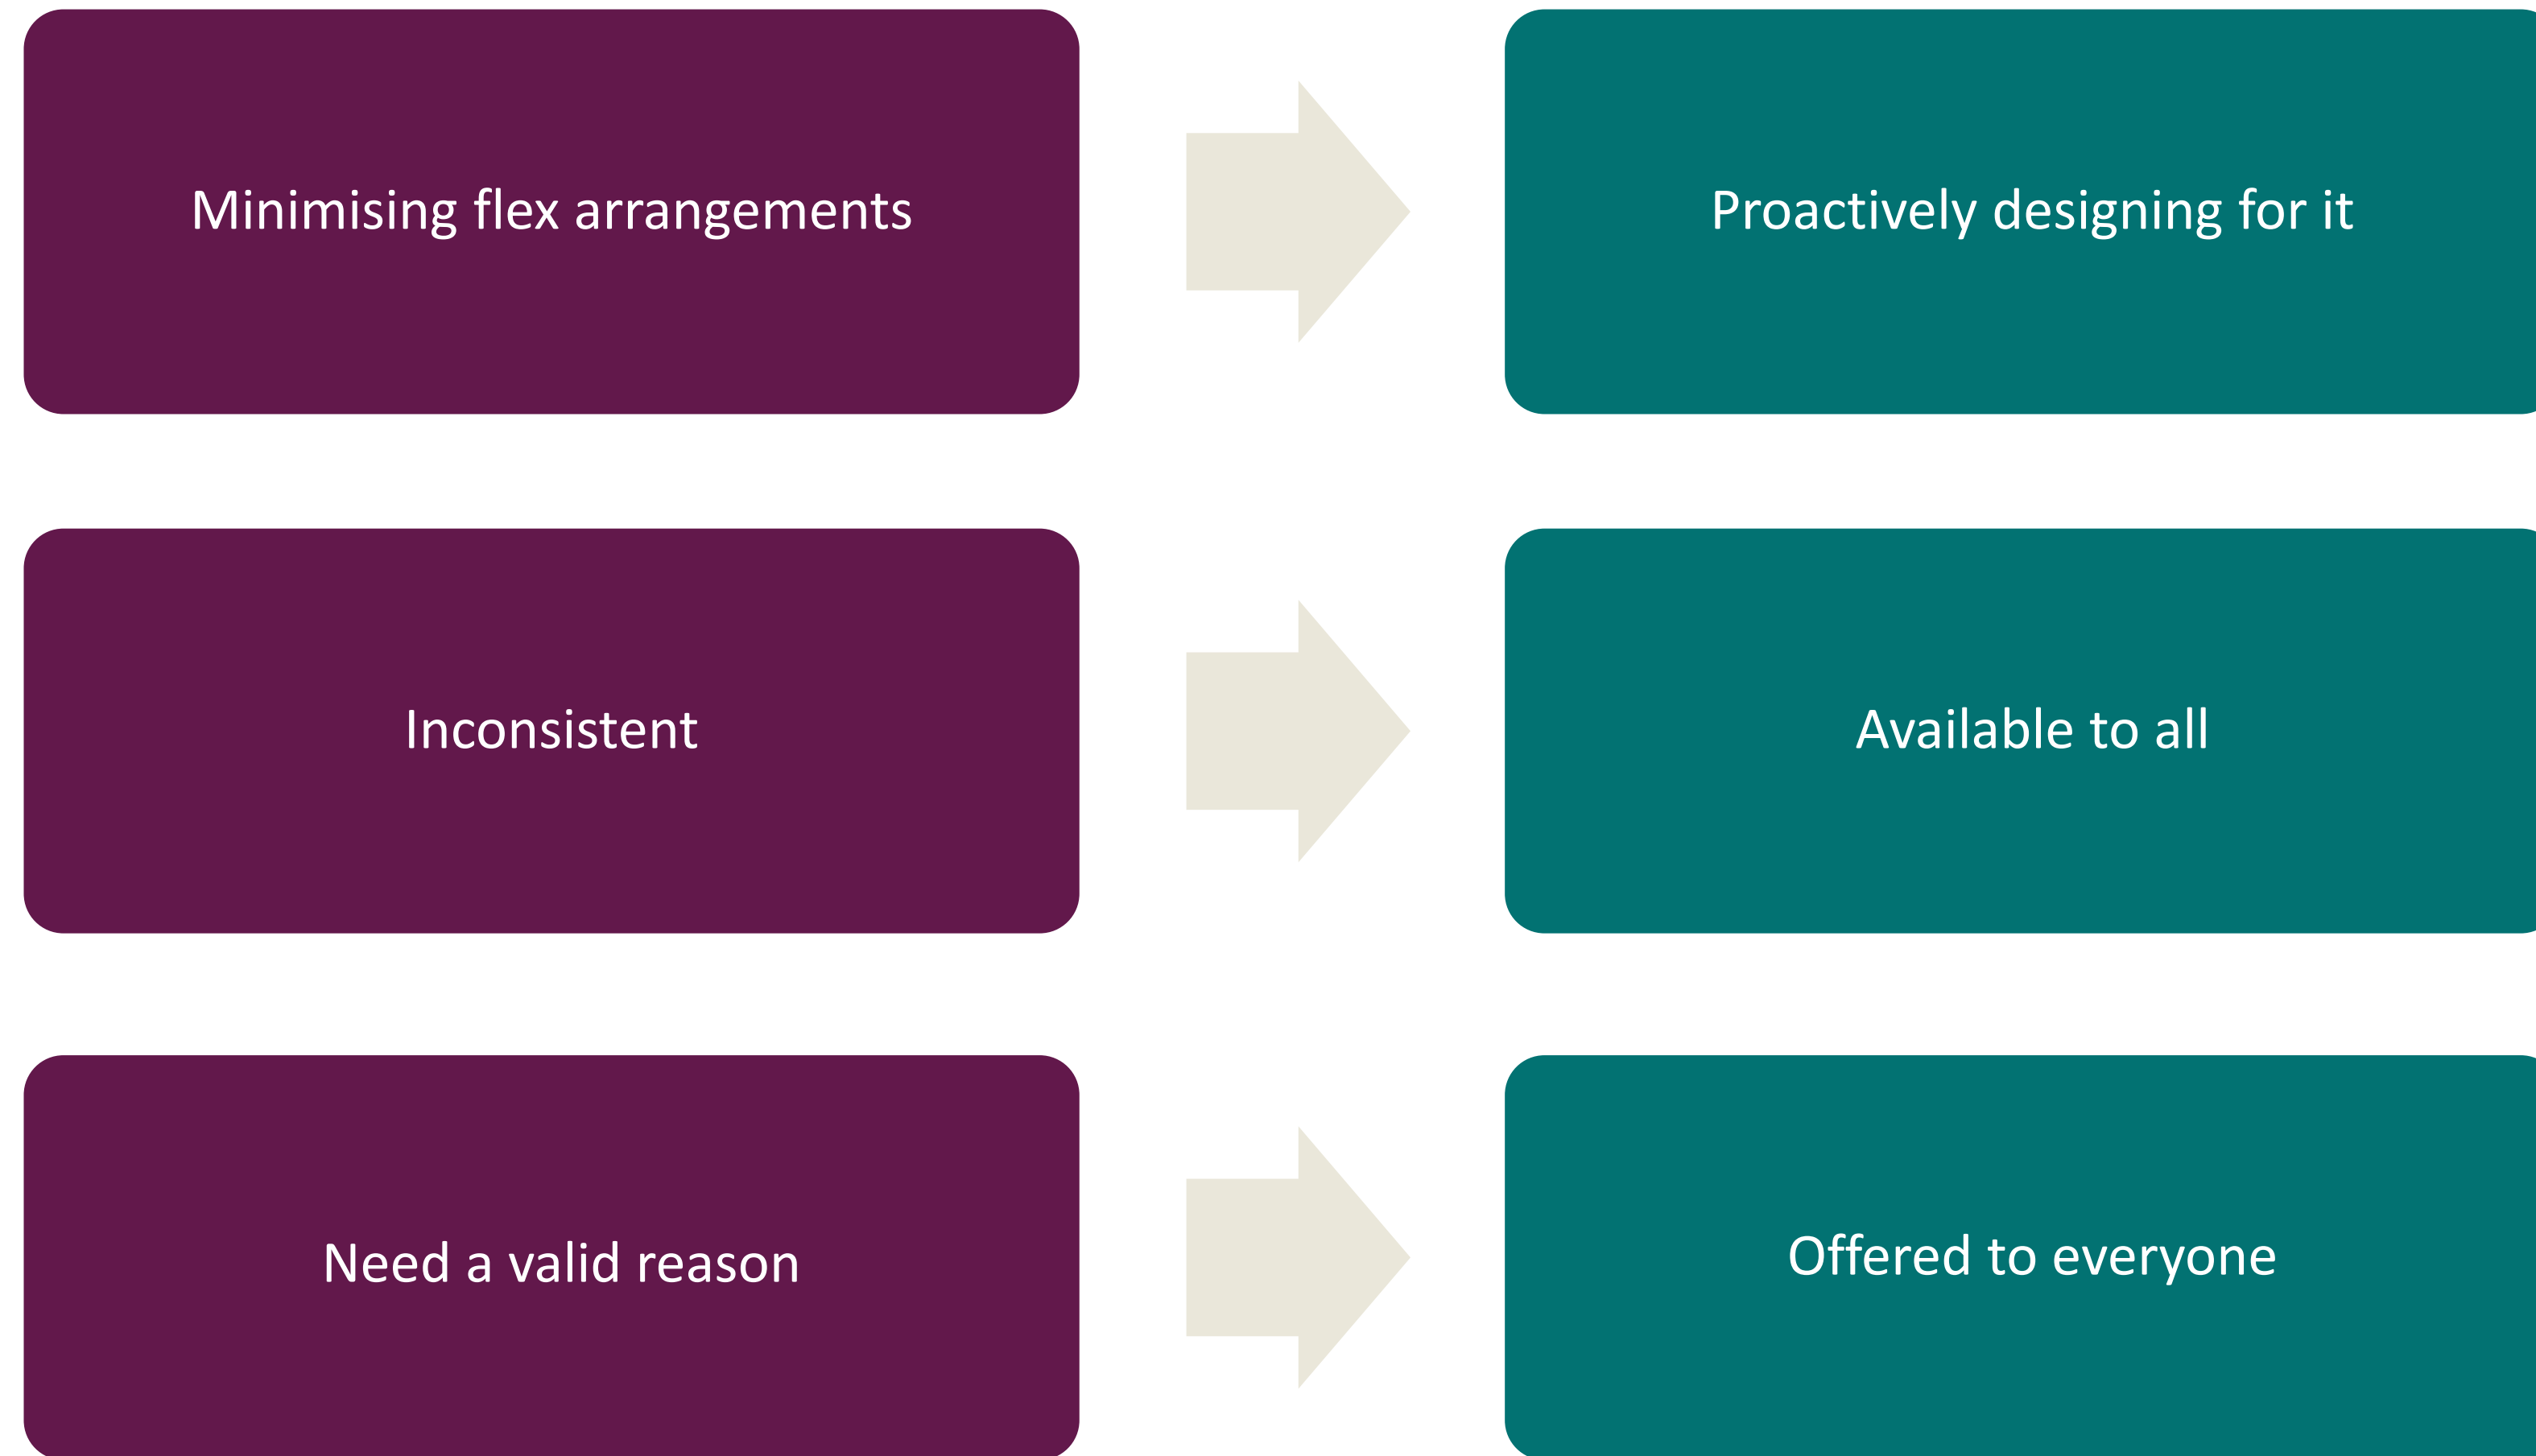 Minimising flex arrangements
Proactively designing for it
Inconsistent
Available to all
Need a valid reason
Offered to everyone